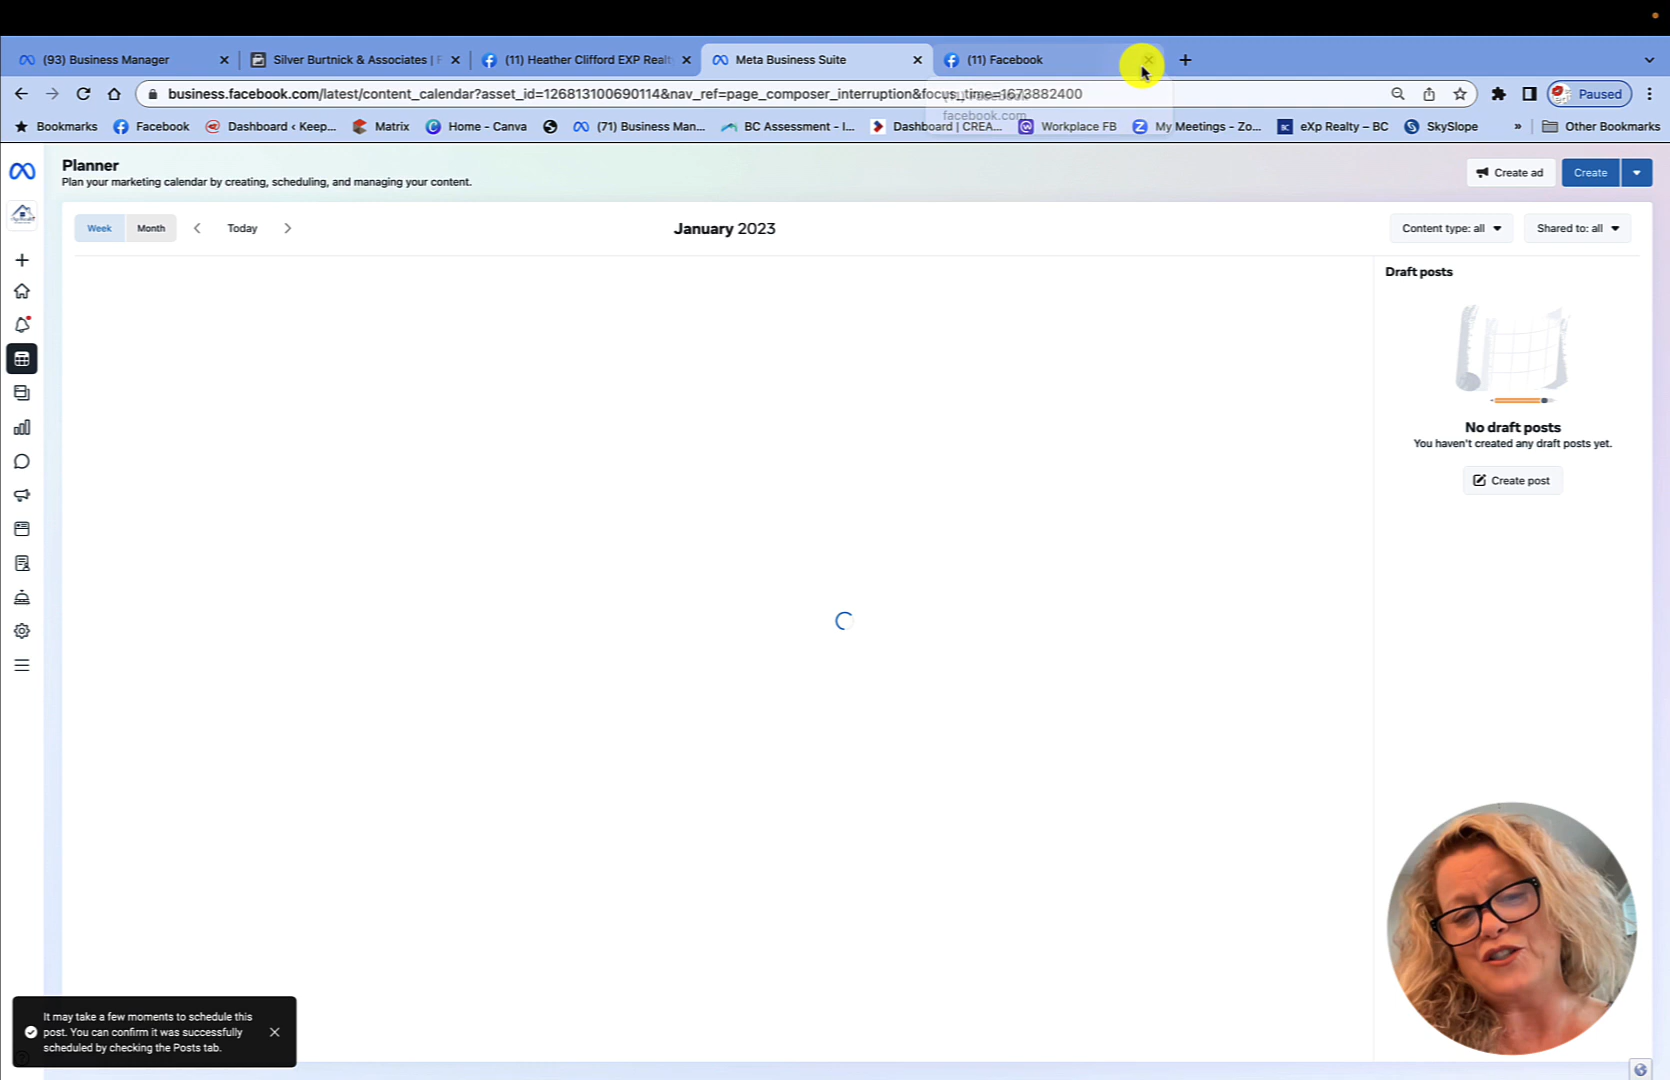 (93) Business Manager
Silver Burtnick & Associates | F
(11) Heather Clifford EXP Realt
Meta Business Suite
(11) Facebook
business.facebook.com/latest/content_calendar?asset_id=126813100690114&nav_ref=page_composer_interruption&focus_time=1673882400
Paused
facebook.com
Bookmarks
Facebook
Dashboard ‹ Keep...
Matrix
Home - Canva
(71) Business Man...
BC Assessment - I...
Dashboard | CREA...
Workplace FB
My Meetings - Zo...
BC
eXp Realty – BC
SkySlope
»
Other Bookmarks
Planner
Plan your marketing calendar by creating, scheduling, and managing your content.
Create ad
Create
Week
Month
Today
January 2023
Content type: all
Shared to: all
Draft posts
No draft posts
You haven't created any draft posts yet.
Create post
It may take a few moments to schedule this
post. You can confirm it was successfully
scheduled by checking the Posts tab.